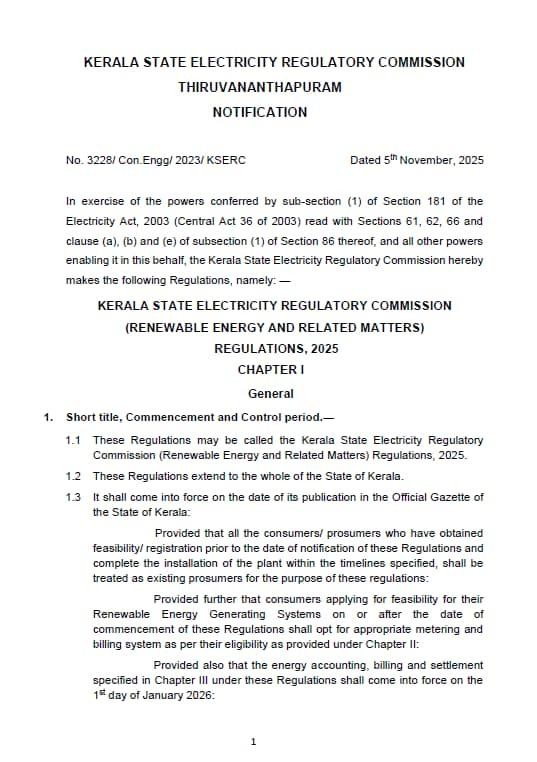 KERALA STATE ELECTRICITY REGULATORY COMMISSION
THIRUVANANTHAPURAM
NOTIFICATION
No. 3228/ Con.Engg/ 2023/ KSERC Dated 5th November, 2025
In exercise of the powers conferred by sub-section (1) of Section 181 of the
Electricity Act, 2003 (Central Act 36 of 2003) read with Sections 61, 62, 66 and
clause (a), (b) and (e) of subsection (1) of Section 86 thereof, and all other powers
enabling it in this behalf, the Kerala State Electricity Regulatory Commission hereby
makes the following Regulations, namely: —
KERALA STATE ELECTRICITY REGULATORY COMMISSION
(RENEWABLE ENERGY AND RELATED MATTERS)
REGULATIONS, 2025
CHAPTER I
General
1. Short title, Commencement and Control period.—
1.1 These Regulations may be called the Kerala State Electricity Regulatory
Commission (Renewable Energy and Related Matters) Regulations, 2025.
1.2 These Regulations extend to the whole of the State of Kerala.
1.3 It shall come into force on the date of its publication in the Official Gazette of
the State of Kerala:
Provided that all the consumers/ prosumers who have obtained
feasibility/ registration prior to the date of notification of these Regulations and
complete the installation of the plant within the timelines specified, shall be
treated as existing prosumers for the purpose of these regulations:
Provided further that consumers applying for feasibility for their
Renewable Energy Generating Systems on or after the date of
commencement of these Regulations shall opt for appropriate metering and
billing system as per their eligibility as provided under Chapter II:
Provided also that the energy accounting, billing and settlement
specified in Chapter III under these Regulations shall come into force on the
1st day of January 2026:
1